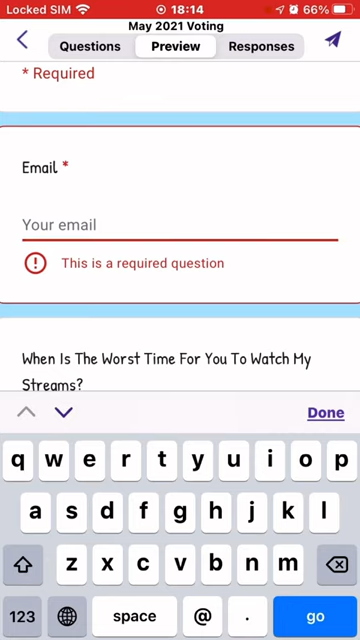 Locked SIM 18:14 66%
May 2021 Voting
Questions Preview Responses
* Required
Email *
Your email
! This is a required question
When Is The Worst Time For You To Watch My
Streams?
Done
q w e r t y u i o p
a s d f g h j k l
z x c v b n m
123 space @ . go